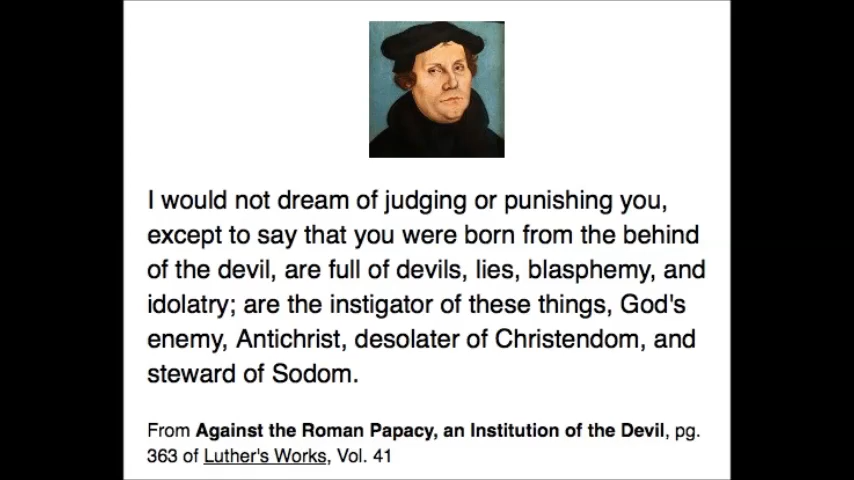 I would not dream of judging or punishing you,
except to say that you were born from the behind
of the devil, are full of devils, lies, blasphemy, and
idolatry; are the instigator of these things, God's
enemy, Antichrist, desolater of Christendom, and
steward of Sodom.
From Against the Roman Papacy, an Institution of the Devil, pg.
363 of Luther's Works, Vol. 41